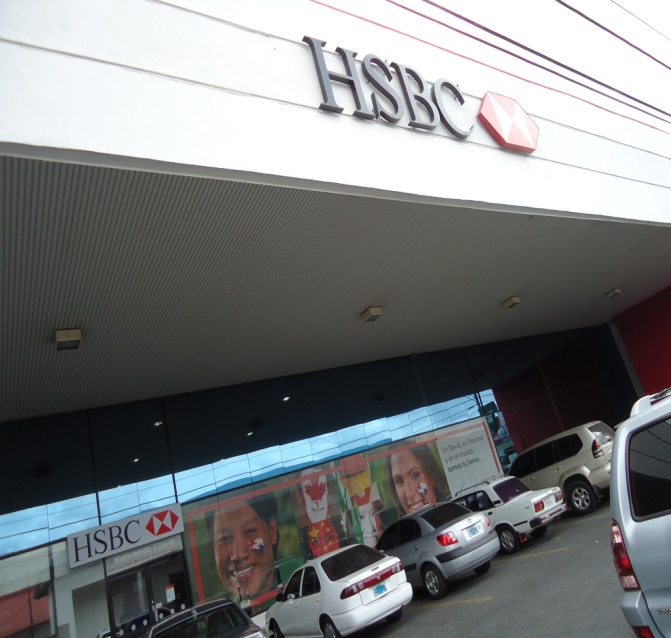 HSBC
En David, en Panamá
y en el mundo,
somos tu banco.
HSBC